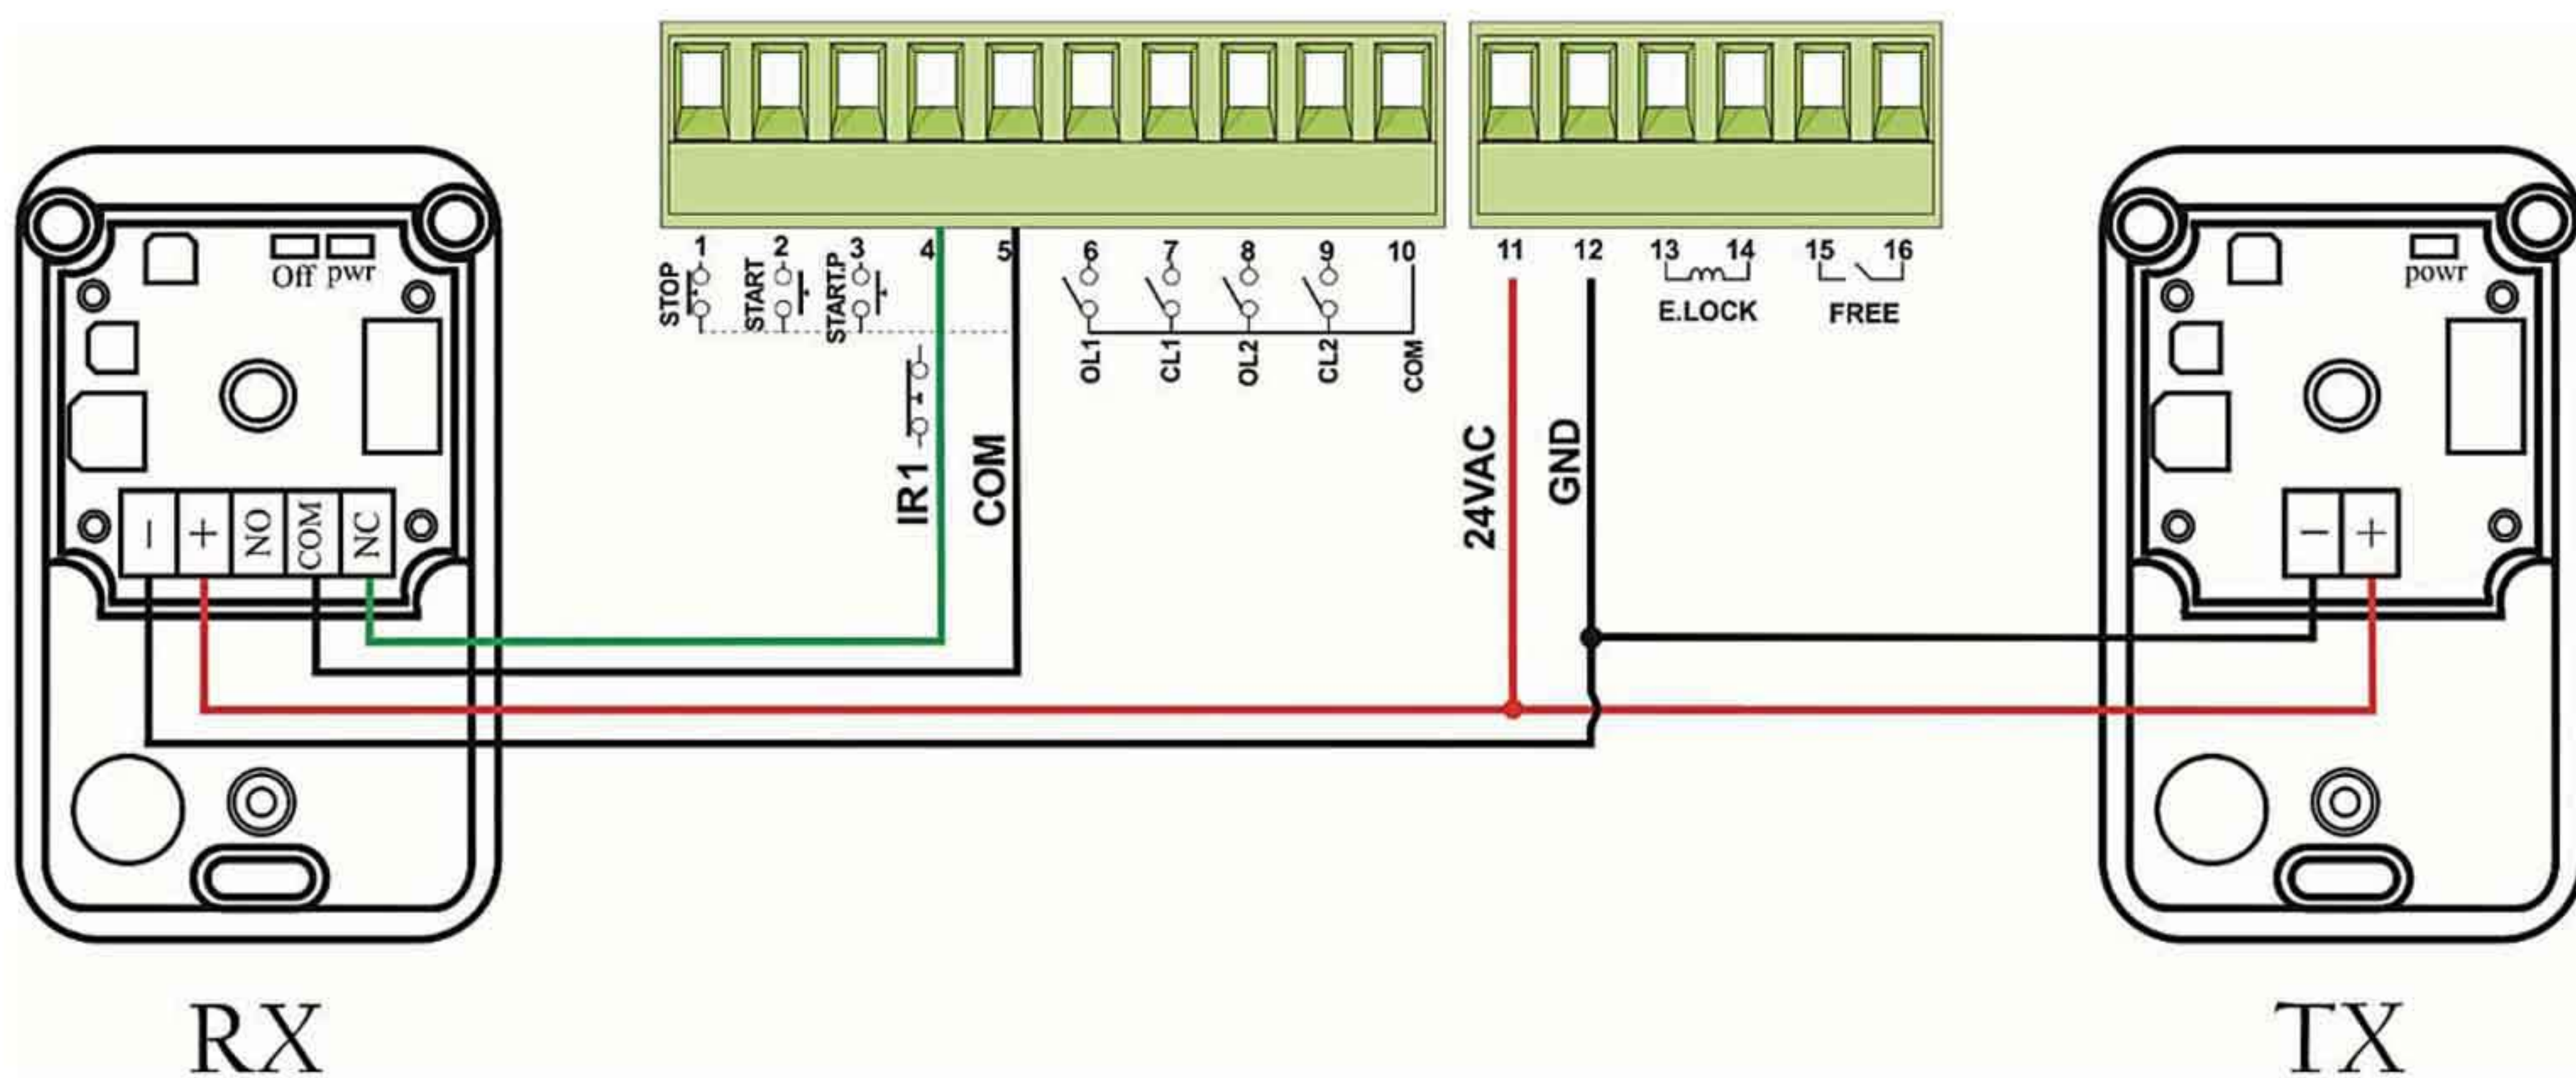 1 2 3 4 5 6 7 8 9 10 11 12 13 14 15 16
STOP
START
START.P
IR1
COM
OL1
CL1
OL2
CL2
COM
24VAC
GND
E.LOCK
FREE
Off pwr
− + NO COM NC
powr
− +
RX
TX